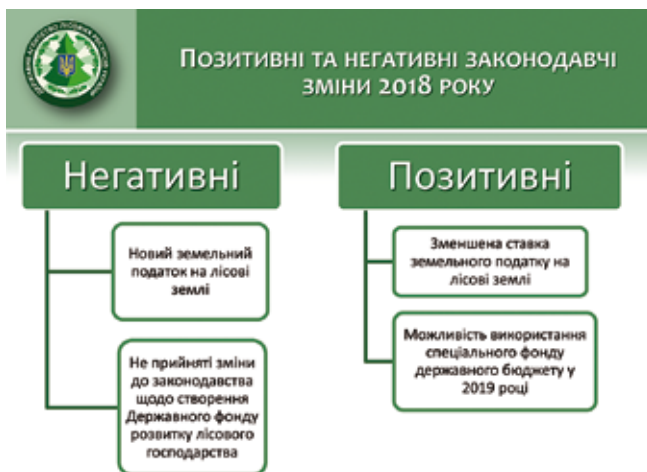 ПОЗИТИВНІ ТА НЕГАТИВНІ ЗАКОНОДАВЧІ
ЗМІНИ 2018 РОКУ
Негативні
Новий земельний
податок на лісові
землі
Не прийняті зміни
до законодавства
щодо створення
Державного фонду
розвитку лісового
господарства
Позитивні
Зменшена ставка
земельного податку на
лісові землі
Можливість використання
спеціального фонду
державного бюджету у
2019 році